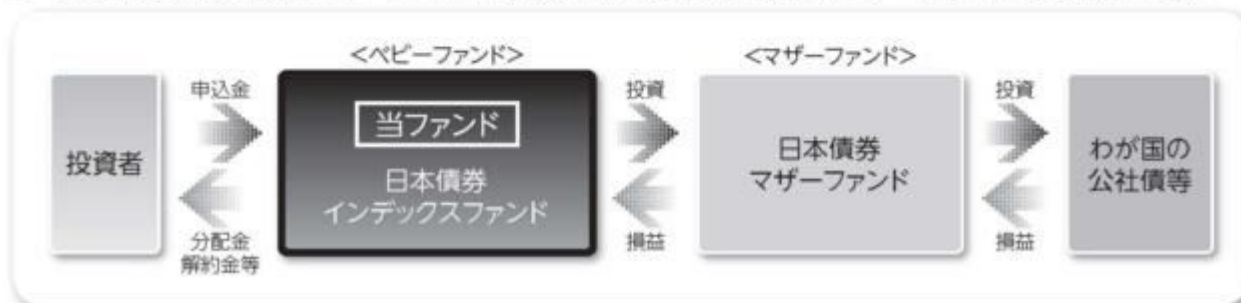 <ベビーファンド>
<マザーファンド>
投資者
申込金
分配金
解約金等
当ファンド
日本債券
インデックスファンド
投資
損益
日本債券
マザーファンド
投資
損益
わが国の
公社債等